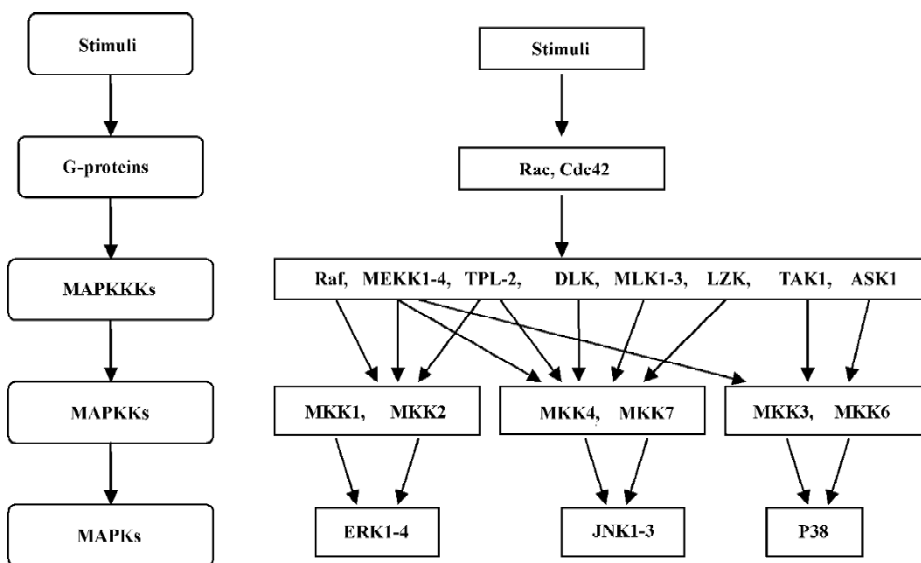 Stimuli
G-proteins
MAPKKKs
MAPKKs
MAPKs
Stimuli
Rac, Cdc42
Raf, MEKK1-4, TPL-2, DLK, MLK1-3, LZK, TAK1, ASK1
MKK1, MKK2
MKK4, MKK7
MKK3, MKK6
ERK1-4
JNK1-3
P38